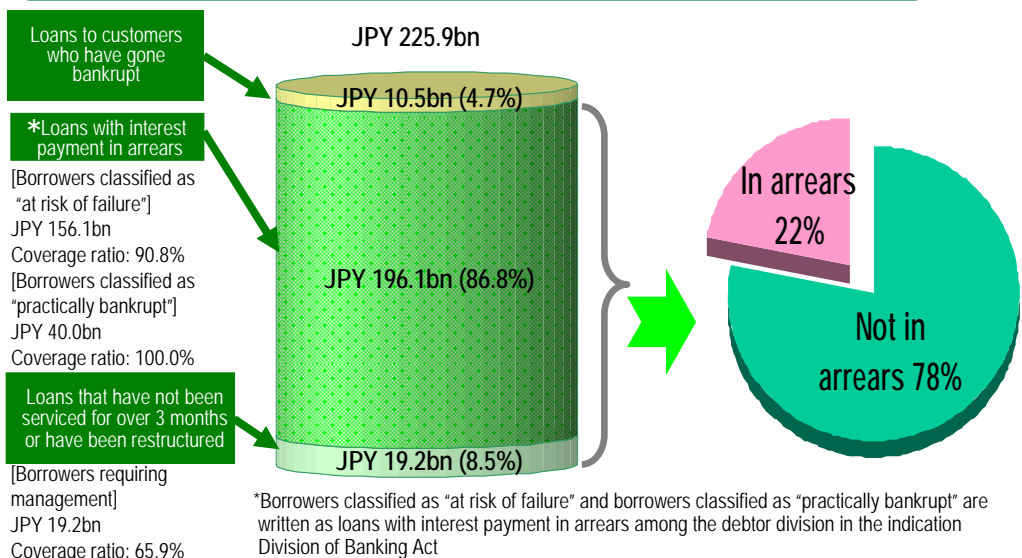 Loans to customers
who have gone
bankrupt
*Loans with interest
payment in arrears
[Borrowers classified as
"at risk of failure"]
JPY 156.1bn
Coverage ratio: 90.8%
[Borrowers classified as
"practically bankrupt"]
JPY 40.0bn
Coverage ratio: 100.0%
Loans that have not been
serviced for over 3 months
or have been restructured
[Borrowers requiring
management]
JPY 19.2bn
Coverage ratio: 65.9%
JPY 225.9bn
JPY 10.5bn (4.7%)
JPY 196.1bn (86.8%)
JPY 19.2bn (8.5%)
In arrears
22%
Not in
arrears 78%
*Borrowers classified as "at risk of failure" and borrowers classified as "practically bankrupt" are
written as loans with interest payment in arrears among the debtor division in the indication
Division of Banking Act